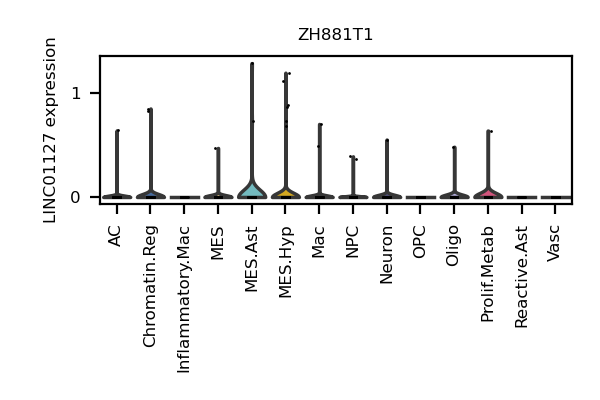 ZH881T1
LINC01127 expression
1
0
AC
Chromatin.Reg
Inflammatory.Mac
MES
MES.Ast
MES.Hyp
Mac
NPC
Neuron
OPC
Oligo
Prolif.Metab
Reactive.Ast
Vasc